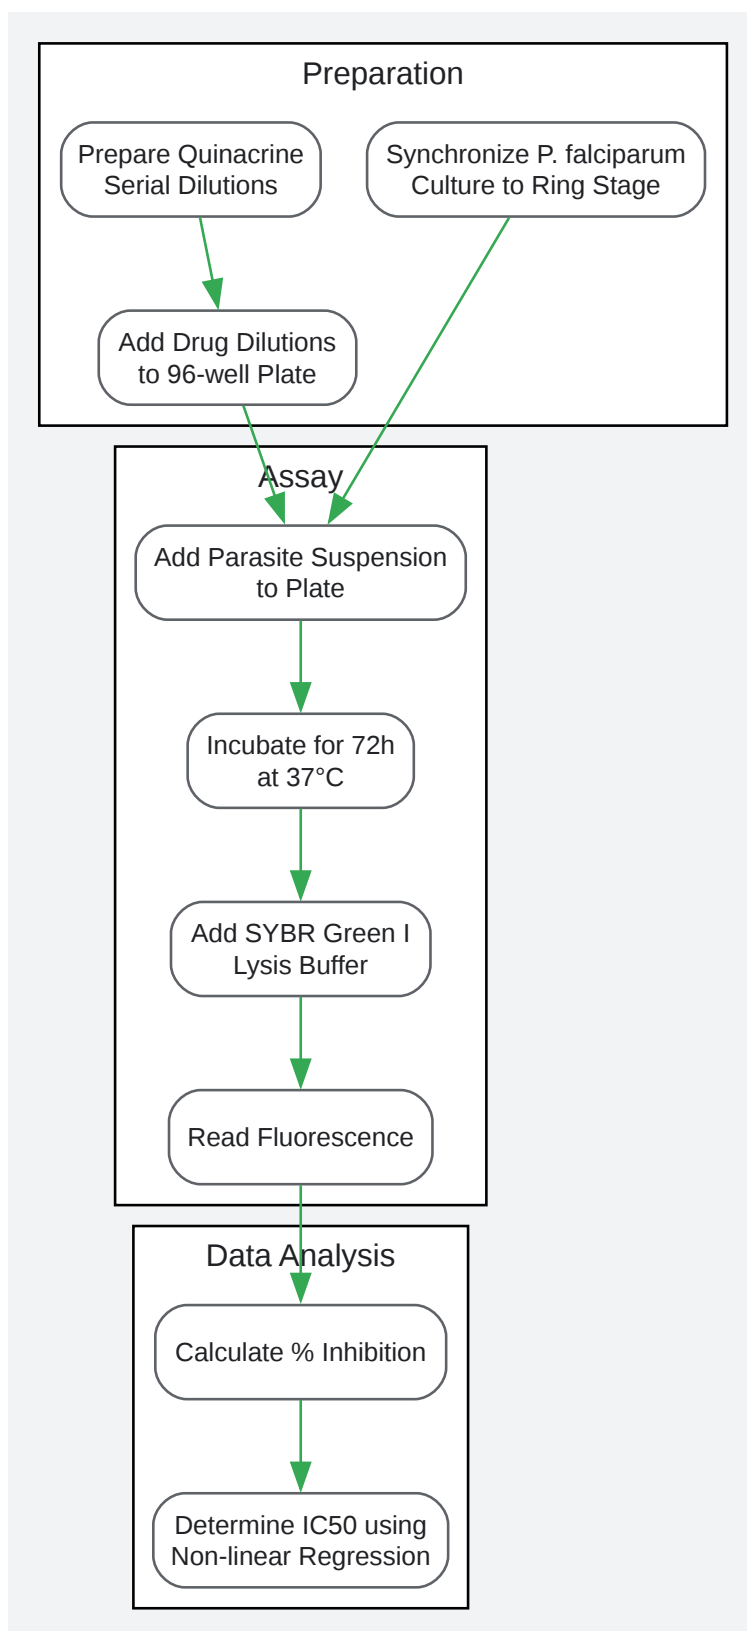 Preparation
Prepare Quinacrine
Serial Dilutions
Synchronize P. falciparum
Culture to Ring Stage
Add Drug Dilutions
to 96-well Plate
Assay
Add Parasite Suspension
to Plate
Incubate for 72h
at 37°C
Add SYBR Green I
Lysis Buffer
Read Fluorescence
Data Analysis
Calculate % Inhibition
Determine IC50 using
Non-linear Regression